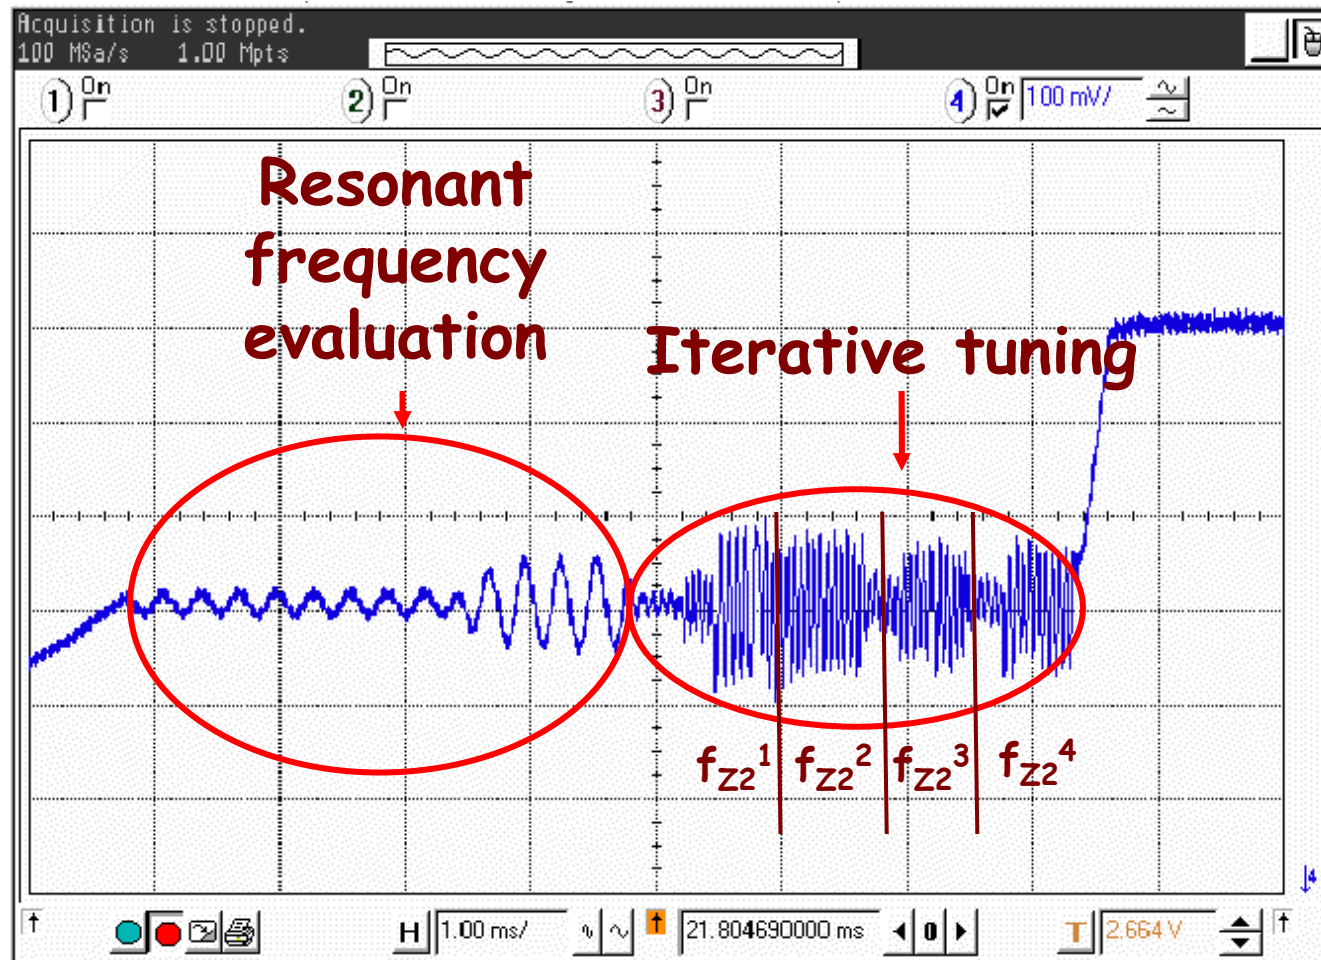 Acquisition is stopped.
100 MSa/s 1.00 Mpts
1) On 2) On 3) On 4) On 100 mV/
Resonant
frequency
evaluation
Iterative tuning
fZ2¹ fZ2² fZ2³ fZ2⁴
4
H 1.00 ms/ 21.804690000 ms 0 T 2.664 V